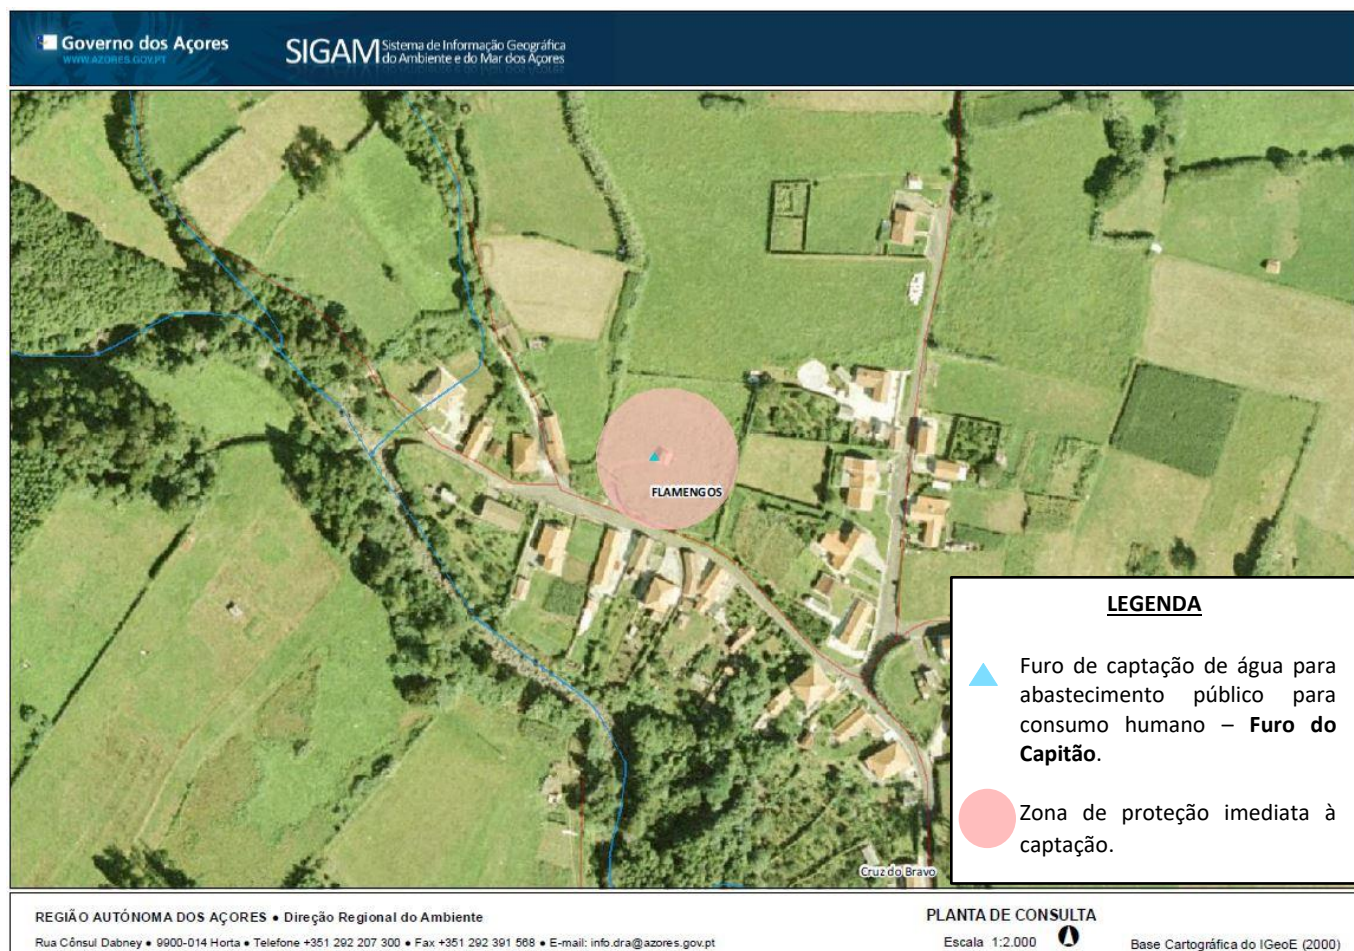 Governo dos Açores
WWW.AZORES.GOV.PT
SIGAM Sistema de Informação Geográfica
do Ambiente e do Mar dos Açores
FLAMENGOS
LEGENDA
Furo de captação de água para
abastecimento público para
consumo humano – Furo do
Capitão.
Zona de proteção imediata à
captação.
Cruz do Bravo
REGIÃO AUTÓNOMA DOS AÇORES • Direção Regional do Ambiente
Rua Cônsul Dabney • 9900-014 Horta • Telefone +351 292 207 300 • Fax +351 292 391 568 • E-mail: info.dra@azores.gov.pt
PLANTA DE CONSULTA
Escala 1:2.000
Base Cartográfica do IGeoE (2000)